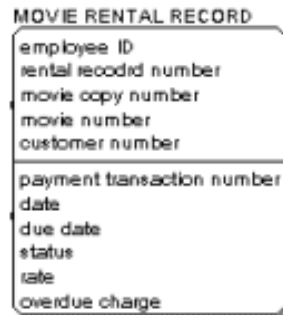 MOVIE RENTAL RECORD
employee ID
rental recodrd number
movie copy number
movie number
customer number
payment transaction number
date
due date
status
rate
overdue charge